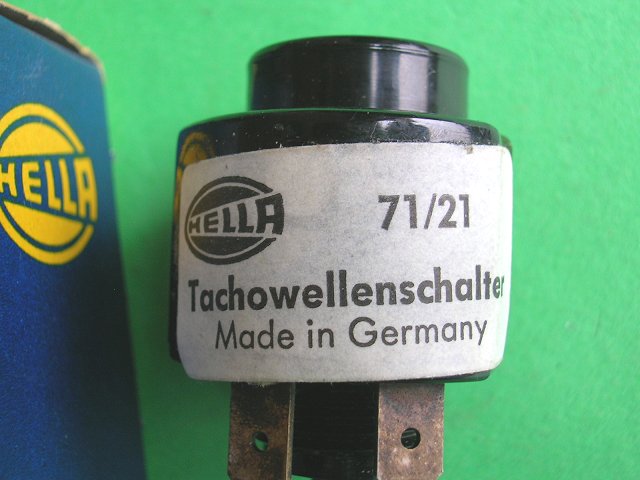 HELLA
HELLA
71/21
Tachowellenschalter
Made in Germany